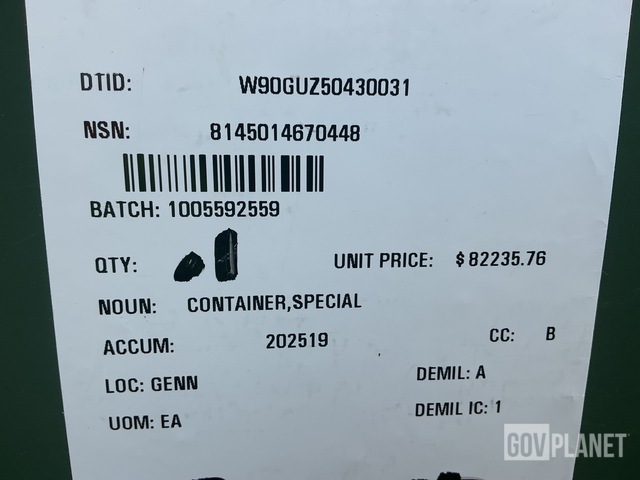 DTID: W90GUZ50430031
NSN: 8145014670448
BATCH: 1005592559
QTY: UNIT PRICE: $ 82235.76
NOUN: CONTAINER,SPECIAL
ACCUM: 202519 CC: B
LOC: GENN DEMIL: A
UOM: EA DEMIL IC: 1
GOVPLANET